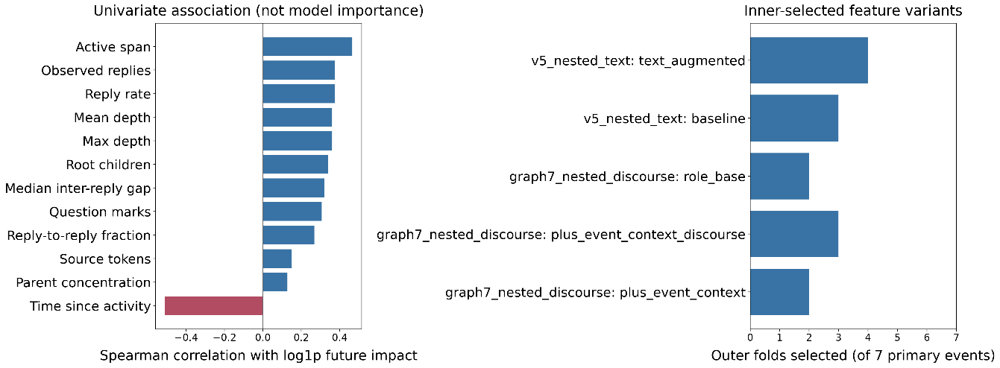 Univariate association (not model importance)
Active span
Observed replies
Reply rate
Mean depth
Max depth
Root children
Median inter-reply gap
Question marks
Reply-to-reply fraction
Source tokens
Parent concentration
Time since activity
−0.4 −0.2 0.0 0.2 0.4
Spearman correlation with log1p future impact
Inner-selected feature variants
v5_nested_text: text_augmented
v5_nested_text: baseline
graph7_nested_discourse: role_base
graph7_nested_discourse: plus_event_context_discourse
graph7_nested_discourse: plus_event_context
0 1 2 3 4 5 6 7
Outer folds selected (of 7 primary events)